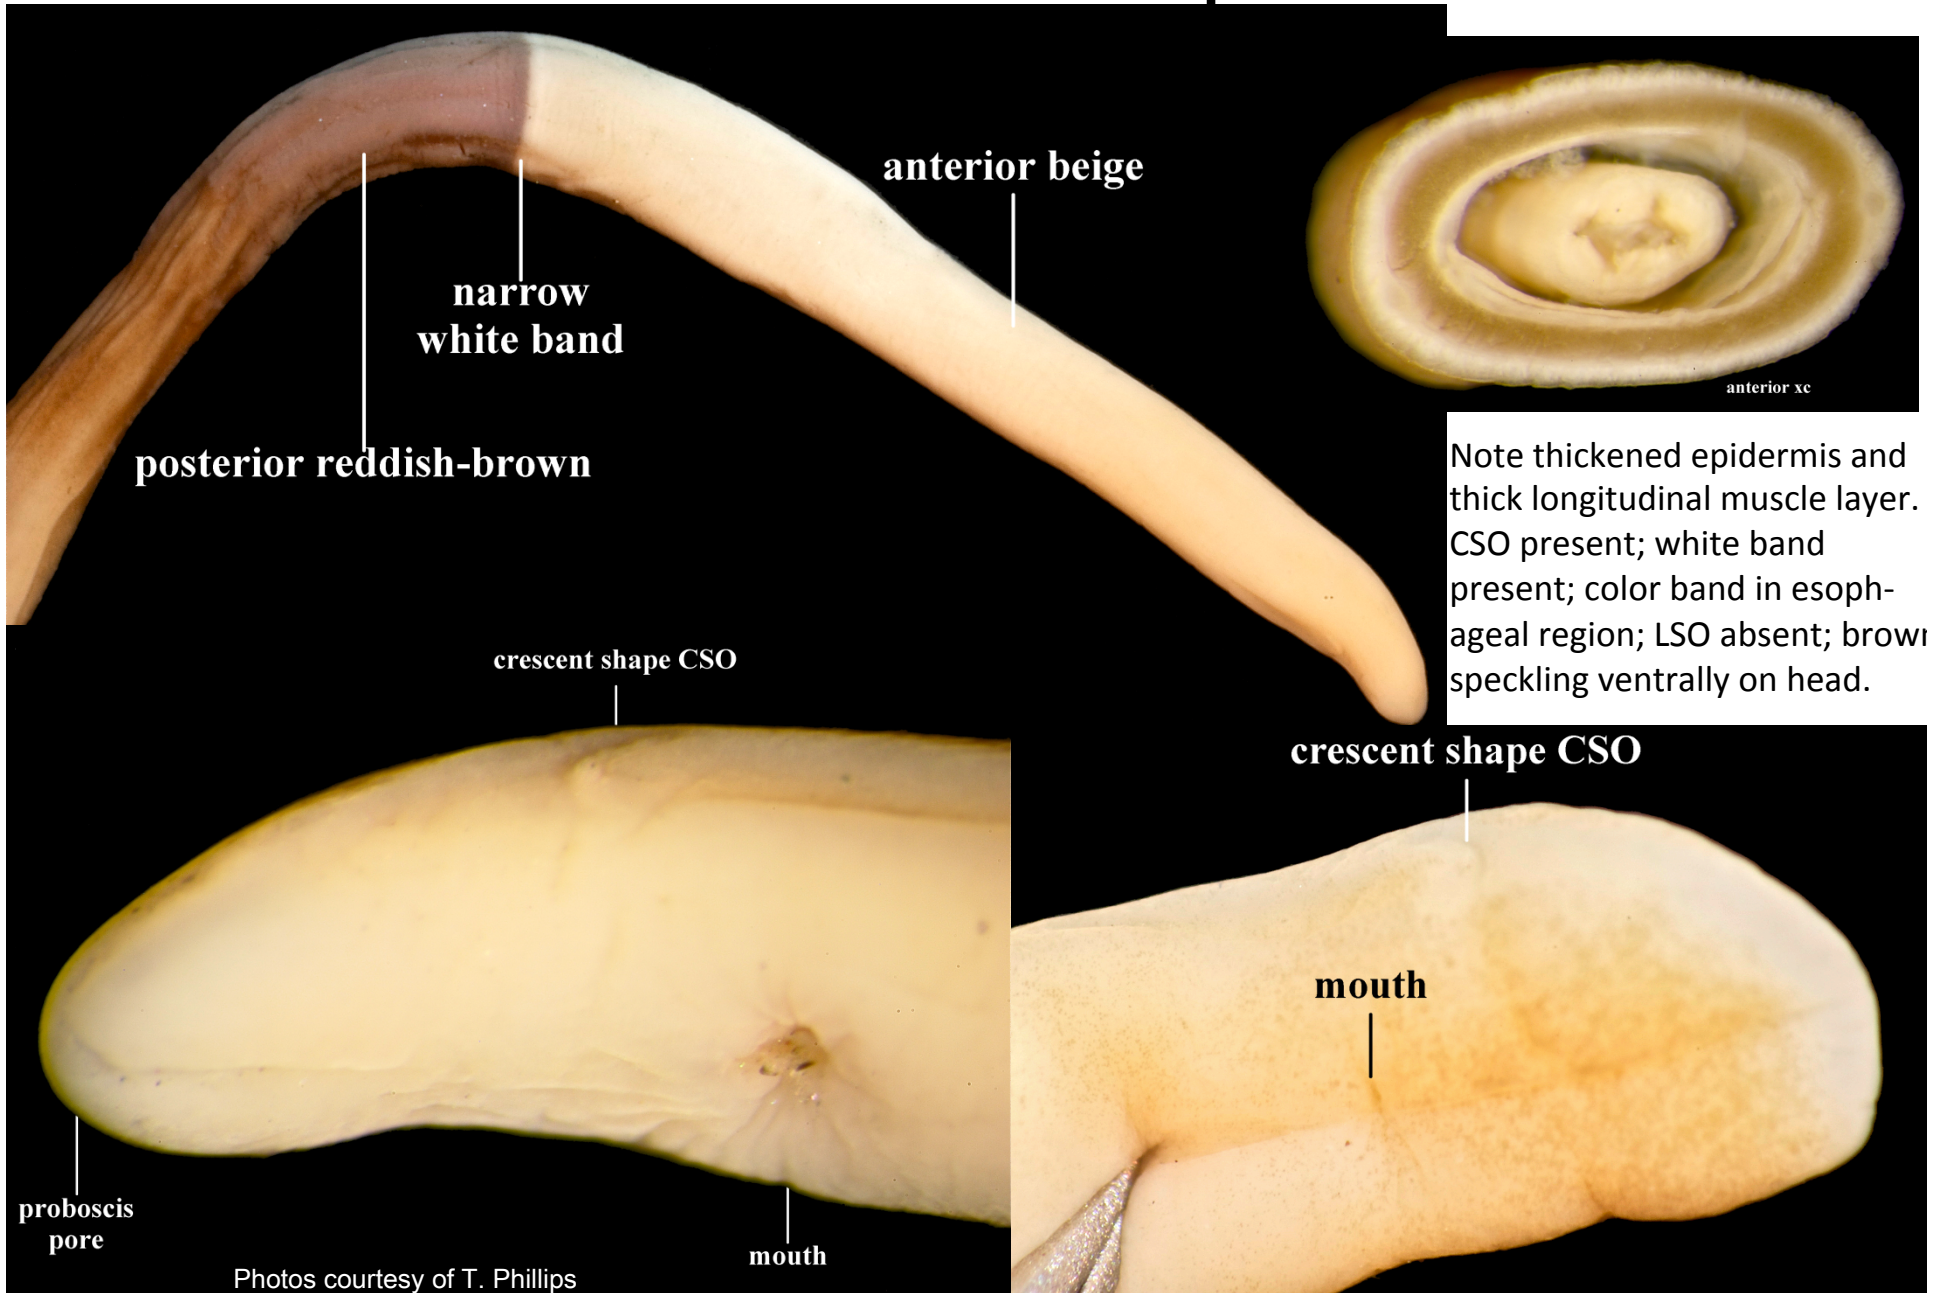 anterior beige
narrow
white band
posterior reddish-brown
anterior xc
Note thickened epidermis and
thick longitudinal muscle layer.
CSO present; white band
present; color band in esoph-
ageal region; LSO absent; brown
speckling ventrally on head.
crescent shape CSO
proboscis
pore
mouth
Photos courtesy of T. Phillips
crescent shape CSO
mouth